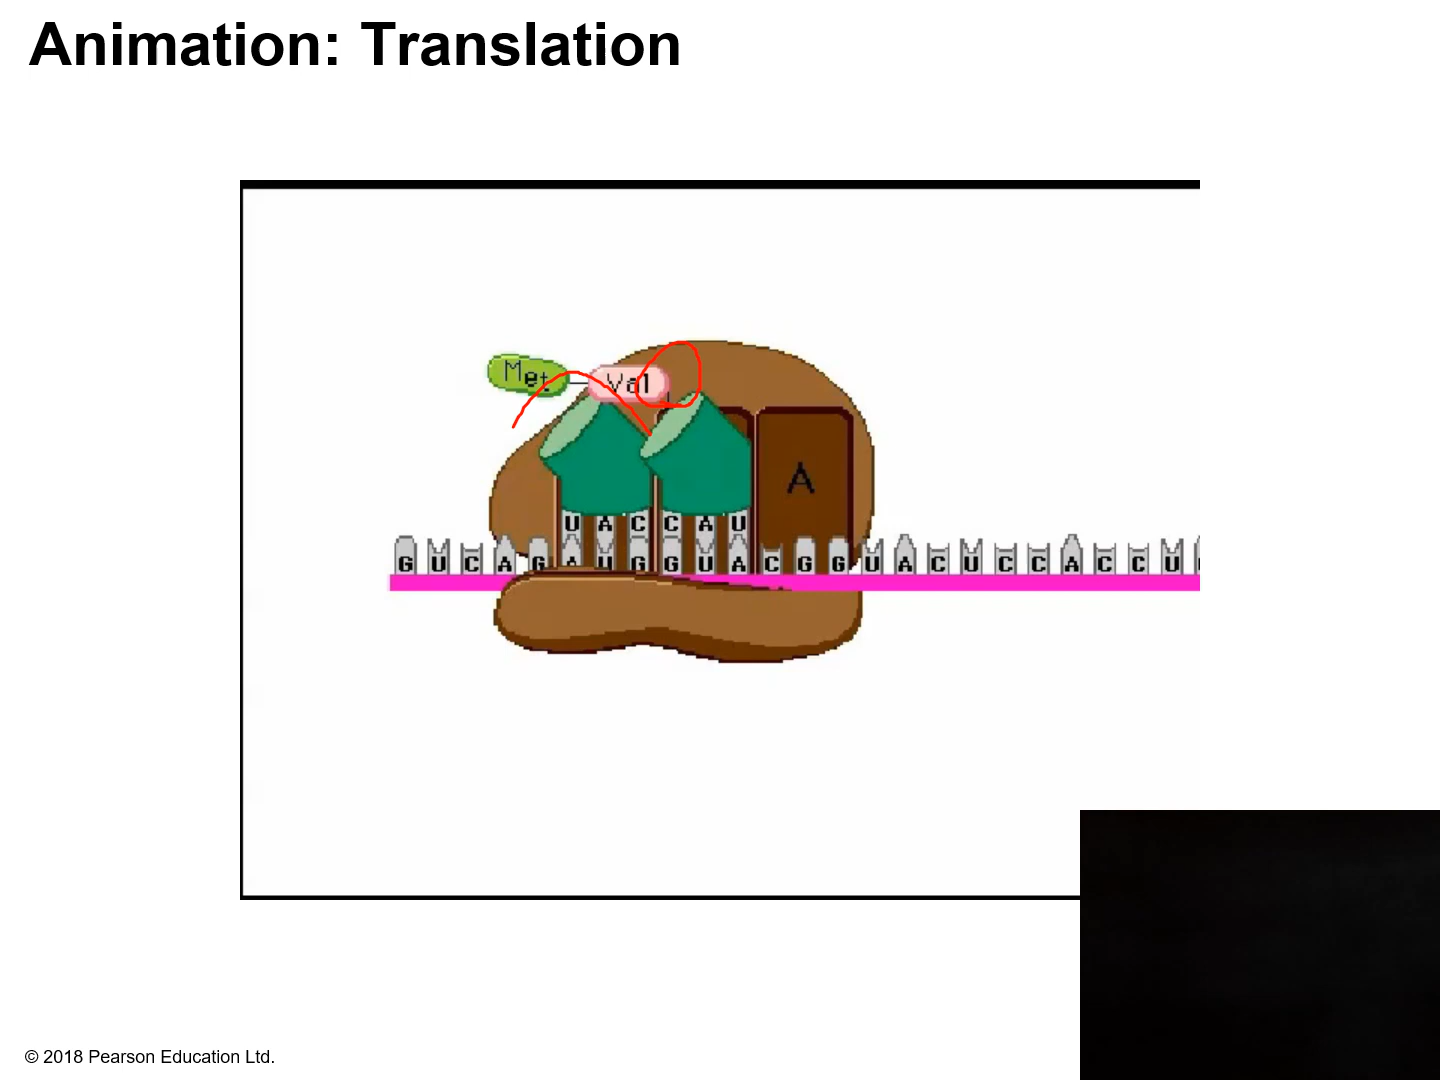 Animation: Translation
Met Val
A
U A C C A U
G U C A G A U G G U A C G G U A C U C C A C C U
© 2018 Pearson Education Ltd.